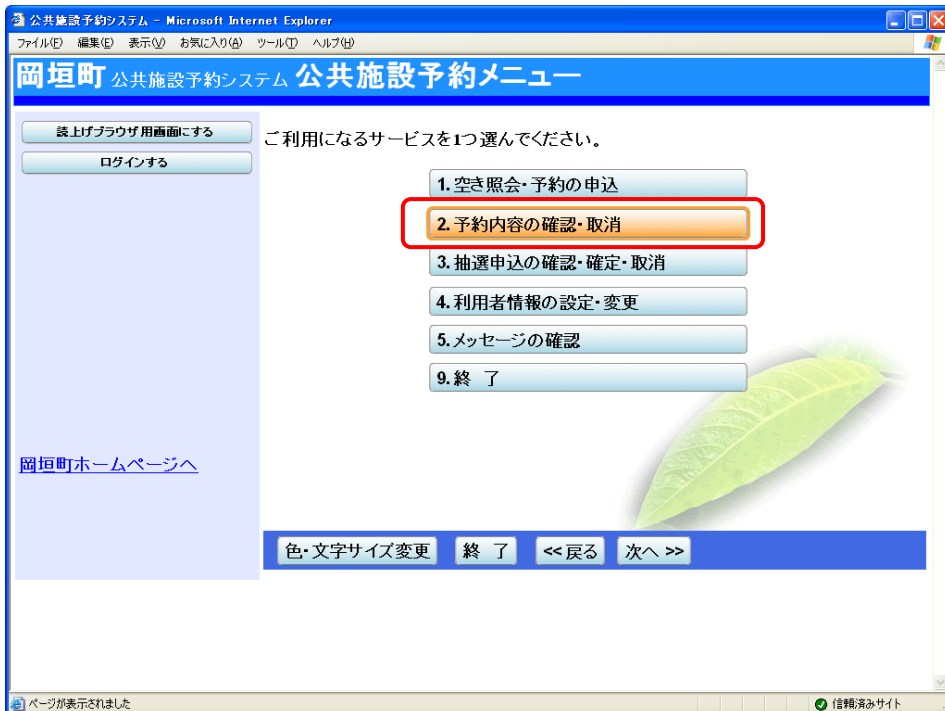 公共施設予約システム - Microsoft Internet Explorer
ファイル(F) 編集(E) 表示(V) お気に入り(A) ツール(T) ヘルプ(H)
岡垣町 公共施設予約システム 公共施設予約メニュー
読上げブラウザ用画面にする
ログインする
ご利用になるサービスを1つ選んでください。
1. 空き照会・予約の申込
2. 予約内容の確認・取消
3. 抽選申込の確認・確定・取消
4. 利用者情報の設定・変更
5. メッセージの確認
9. 終 了
岡垣町ホームページへ
色・文字サイズ変更 終 了 <<戻る 次へ >>
ページが表示されました 信頼済みサイト